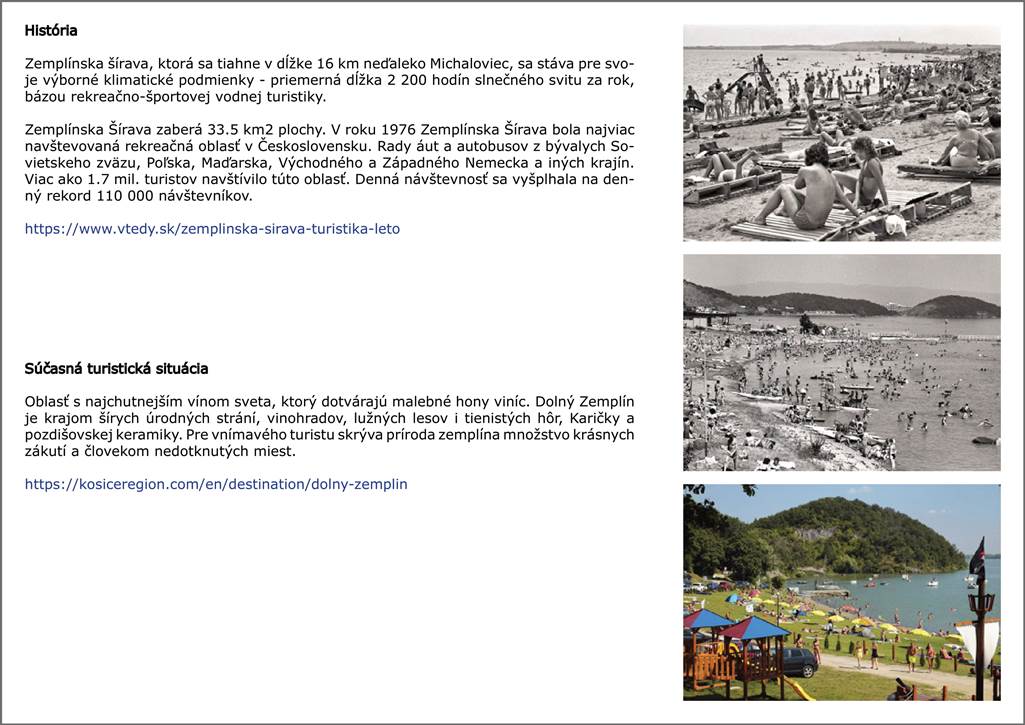 História
Zemplínska šírava, ktorá sa tiahne v dĺžke 16 km neďaleko Michaloviec, sa stáva pre svo-
je výborné klimatické podmienky - priemerná dĺžka 2 200 hodín slnečného svitu za rok,
bázou rekreačno-športovej vodnej turistiky.
Zemplínska Šírava zaberá 33.5 km2 plochy. V roku 1976 Zemplínska Šírava bola najviac
navštevovaná rekreačná oblasť v Československu. Rady áut a autobusov z bývalych So-
vietskeho zväzu, Poľska, Maďarska, Východného a Západného Nemecka a iných krajín.
Viac ako 1.7 mil. turistov navštívilo túto oblasť. Denná návštevnosť sa vyšplhala na den-
ný rekord 110 000 návštevníkov.
https://www.vtedy.sk/zemplinska-sirava-turistika-leto
Súčasná turistická situácia
Oblasť s najchutnejším vínom sveta, ktorý dotvárajú malebné hony viníc. Dolný Zemplín
je krajom šírych úrodných strání, vinohradov, lužných lesov i tienistých hôr, Karičky a
pozdišovskej keramiky. Pre vnímavého turistu skrýva príroda zemplína množstvo krásnych
zákutí a človekom nedotknutých miest.
https://kosiceregion.com/en/destination/dolny-zemplin